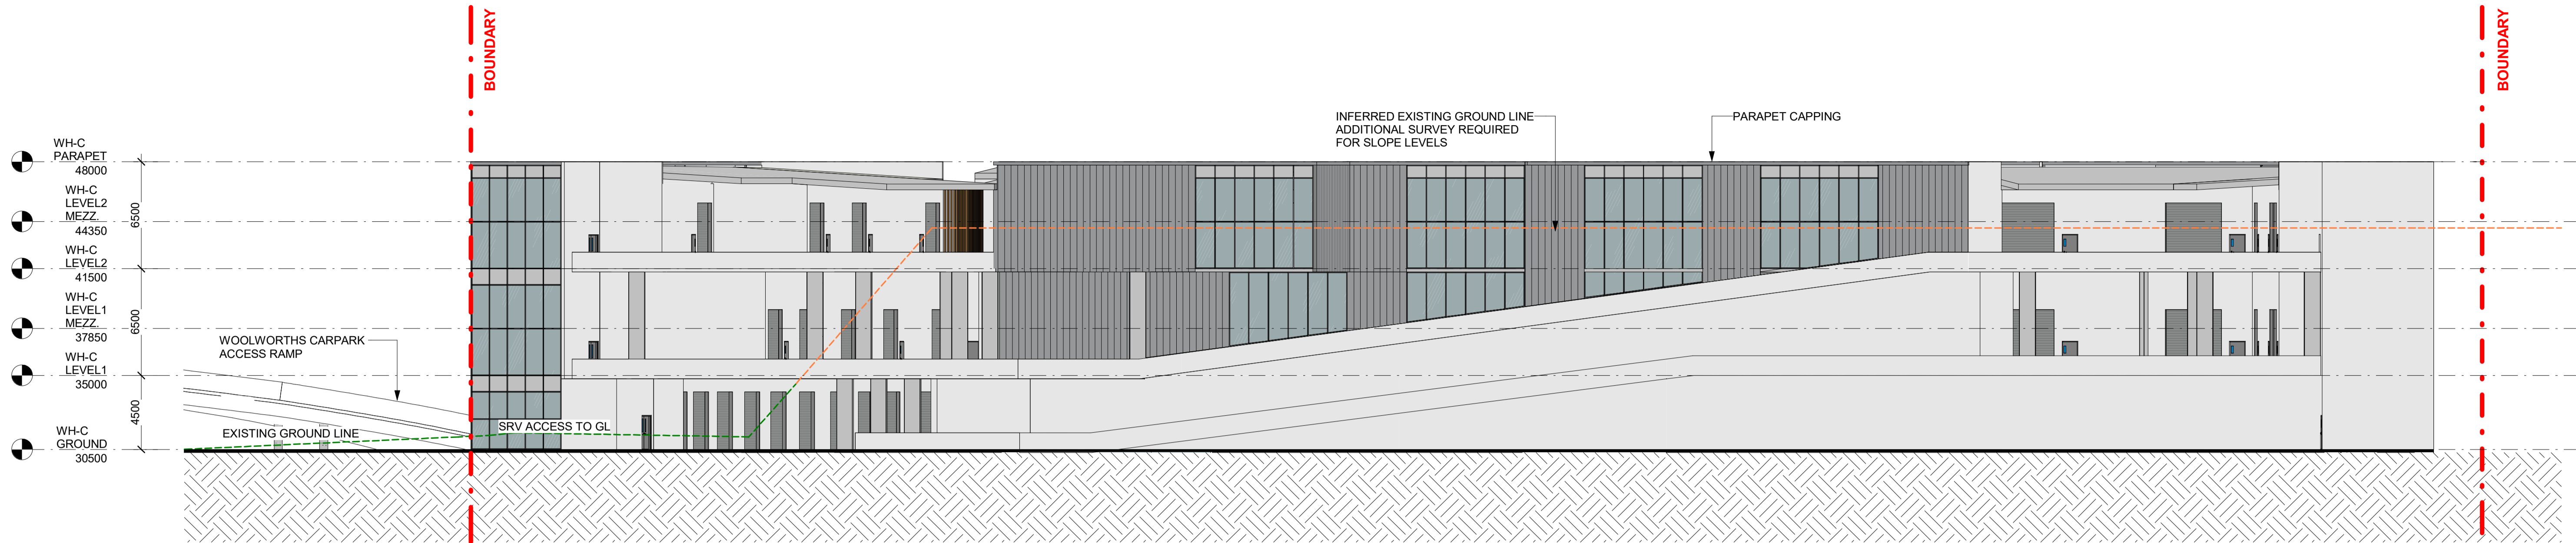 BOUNDARY
BOUNDARY
INFERRED EXISTING GROUND LINE
ADDITIONAL SURVEY REQUIRED
FOR SLOPE LEVELS
PARAPET CAPPING
WH-C
PARAPET
48000
WH-C
LEVEL2
MEZZ.
44350
WH-C
LEVEL2
41500
WH-C
LEVEL1
MEZZ.
37850
WH-C
LEVEL1
35000
WH-C
GROUND
30500
6500
6500
4500
WOOLWORTHS CARPARK
ACCESS RAMP
EXISTING GROUND LINE
SRV ACCESS TO GL